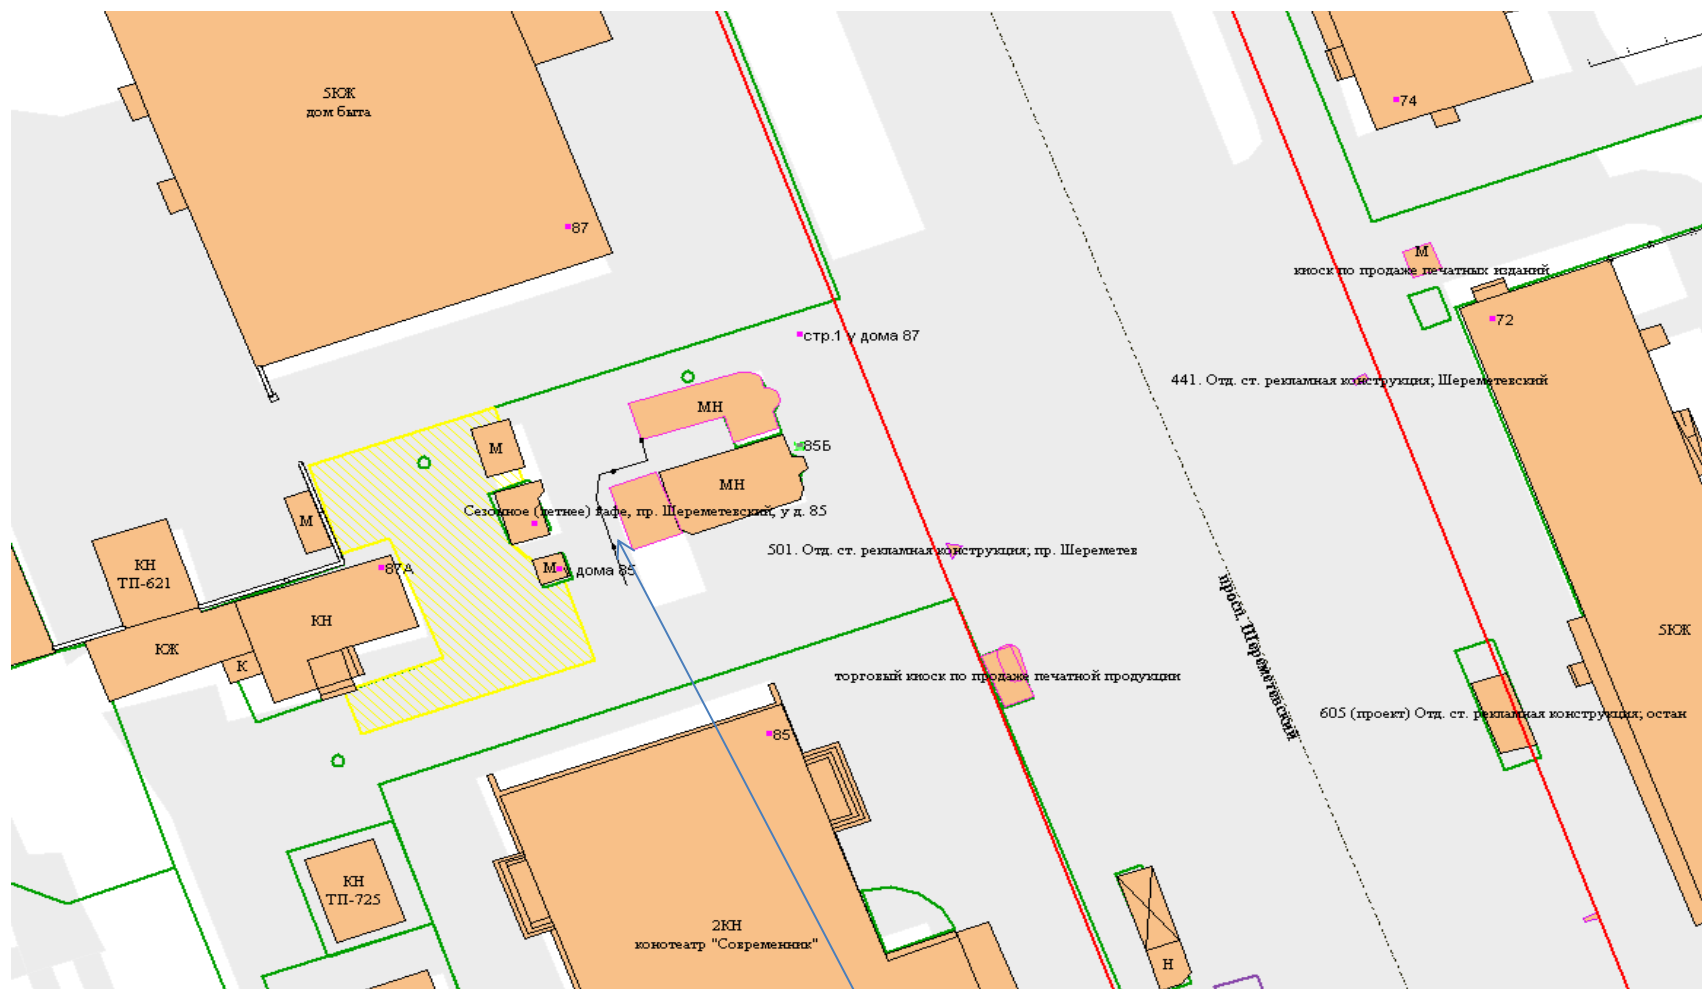 5КЖ
дом быта
74
87
М
киоск по продаже печатных изданий
72
стр.1 у дома 87
441. Отд. ст. рекламная конструкция; Шереметевский
МН
М
85Б
МН
Сезонное (летнее) кафе, пр. Шереметевский, у д. 85
М
501. Отд. ст. рекламная конструкция; пр. Шереметев
КН
ТП-621
87А
М
у дома 85
просп. Шереметевский
КН
5КЖ
КЖ
К
торговый киоск по продаже печатной продукции
605 (проект) Отд. ст. рекламная конструкция; остан
85
КН
ТП-725
2КН
конотеатр "Современник"
Н